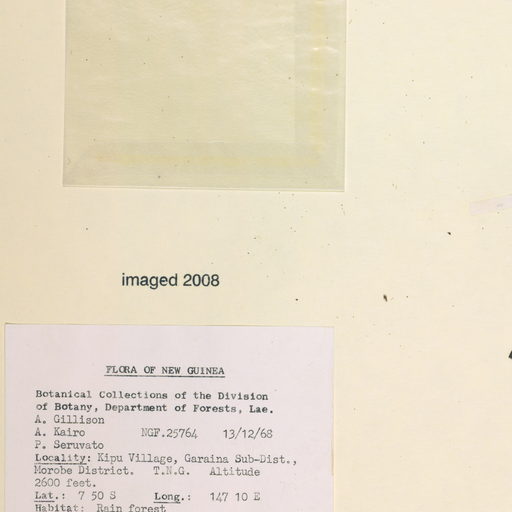 imaged 2008
FLORA OF NEW GUINEA
Botanical Collections of the Division
of Botany, Department of Forests, Lae.
A. Gillison
A. Kairo NGF.25764 13/12/68
P. Seruvato
Locality: Kipu Village, Garaina Sub-Dist.,
Morobe District. T.N.G. Altitude
2600 feet.
Lat.: 7 50 S Long.: 147 10 E
Habitat: Rain forest